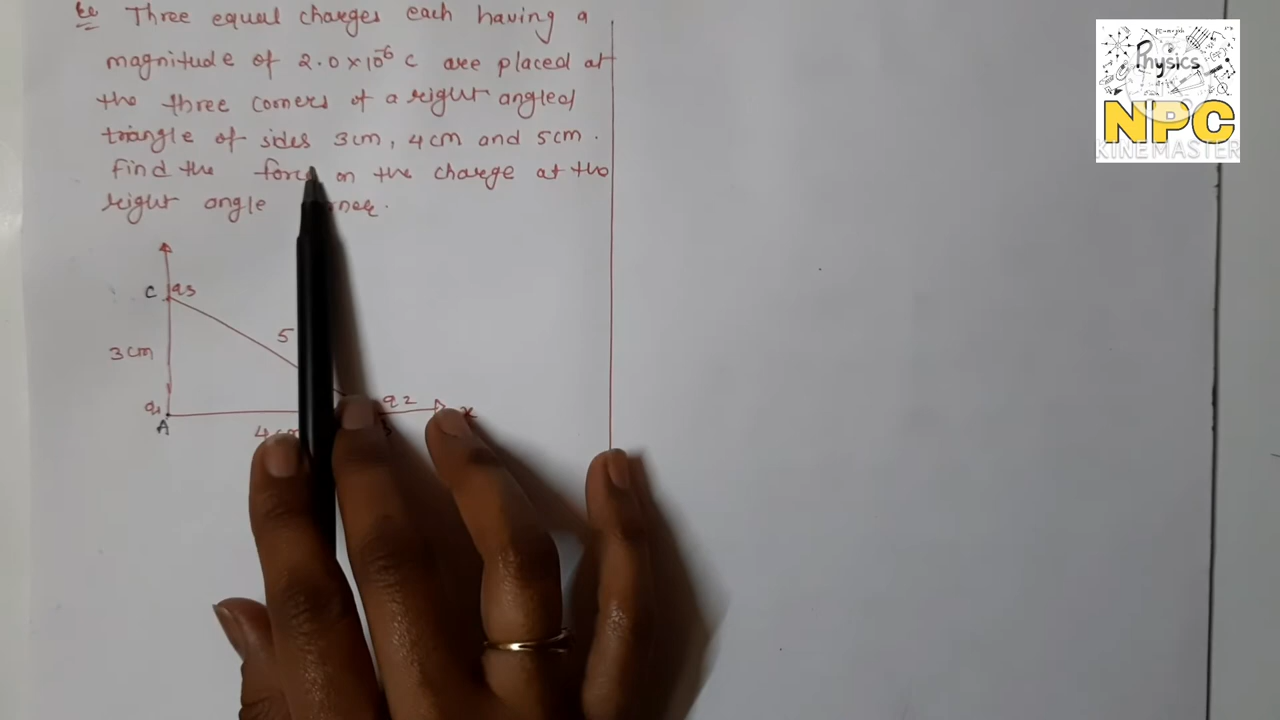 Ex Three equal charges each having a
magnitude of 2.0×10⁻⁶ C are placed at
the three corners of a right angled
triangle of sides 3cm, 4cm and 5cm.
find the force on the charge at the
right angle
C q3
5
3cm
q1 q2 x
A 4cm
Physics
NPC
KINEMASTER